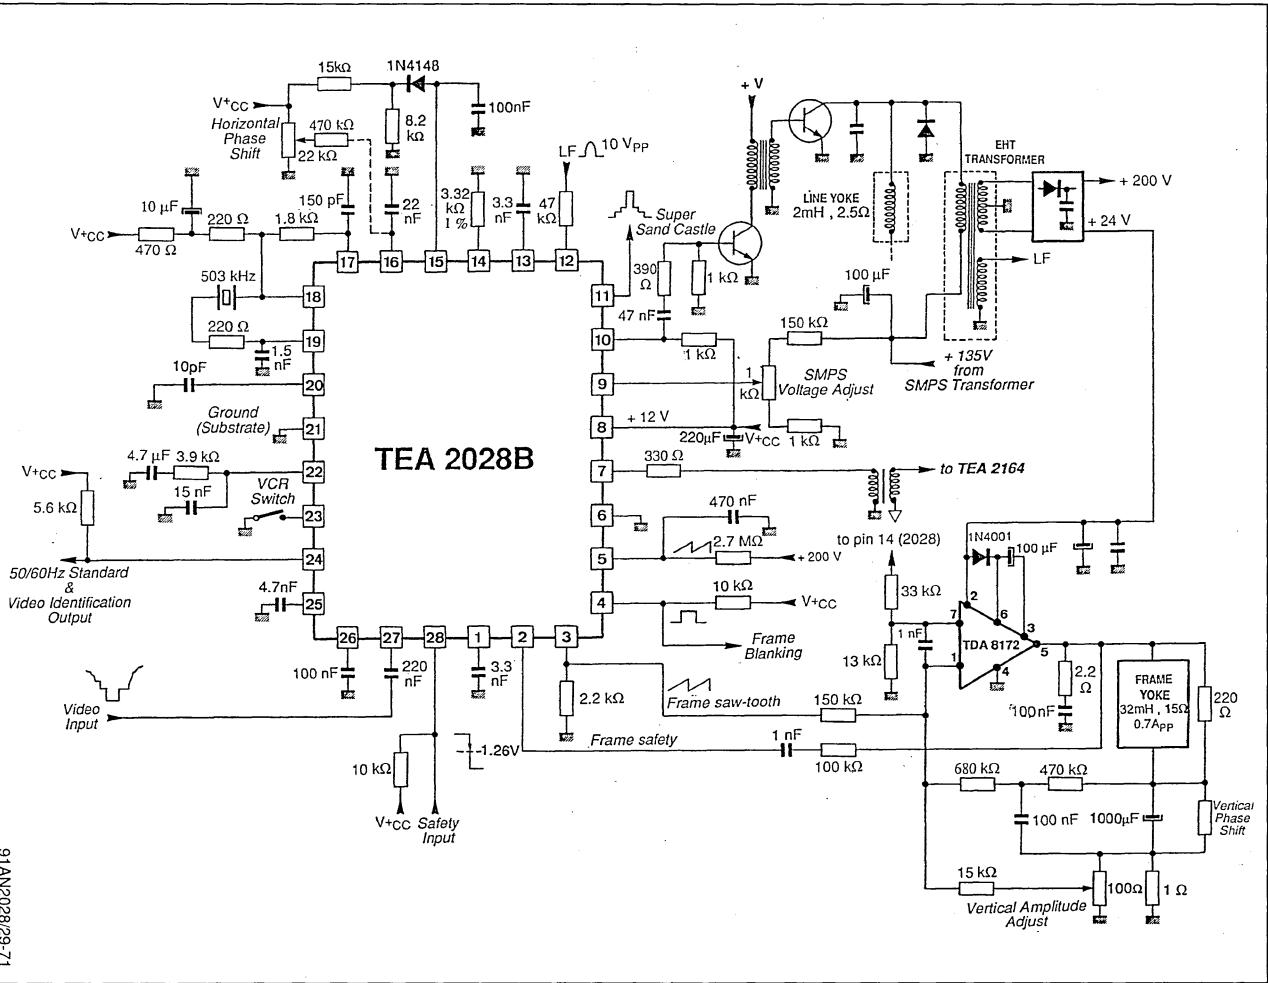 15kΩ
1N4148
V+CC
Horizontal
Phase
Shift
470 kΩ
22 kΩ
8.2
kΩ
100nF
LF
10 VPP
+ V
EHT
TRANSFORMER
LINE YOKE
2mH , 2.5Ω
+ 200 V
+ 24 V
LF
10 µF
V+CC
470 Ω
220 Ω
1.8 kΩ
150 pF
22
nF
3.32
kΩ
1 %
3.3
nF
47
kΩ
Super
Sand Castle
390
Ω
1 kΩ
47 nF
1 kΩ
100 µF
150 kΩ
+ 135V
from
SMPS Transformer
1
kΩ
SMPS
Voltage Adjust
1 kΩ
17
16
15
14
13
12
503 kHz
18
220 Ω
19
1.5
nF
10pF
20
Ground
(Substrate)
21
4.7 µF
3.9 kΩ
22
15 nF
VCR
Switch
23
V+CC
5.6 kΩ
24
50/60Hz Standard
&
Video Identification
Output
4.7nF
25
TEA 2028B
11
10
9
8
+ 12 V
220µF
V+CC
7
330 Ω
to TEA 2164
6
470 nF
5
2.7 MΩ
+ 200 V
4
10 kΩ
V+CC
Frame
Blanking
26
27
28
1
2
3
100 nF
220
nF
3.3
nF
2.2 kΩ
Video
Input
10 kΩ
V+CC
Safety
Input
1.26V
Frame saw-tooth
150 kΩ
Frame safety
1 nF
100 kΩ
to pin 14 (2028)
33 kΩ
13 kΩ
1 nF
1N4001
100 µF
2
7
6
3
TDA 8172
5
1
4
2.2
Ω
100nF
FRAME
YOKE
32mH , 15Ω
0.7APP
220
Ω
680 kΩ
470 kΩ
100 nF
1000µF
Vertical
Phase
Shift
15 kΩ
100Ω
1 Ω
Vertical Amplitude
Adjust
91AN2028/29-71